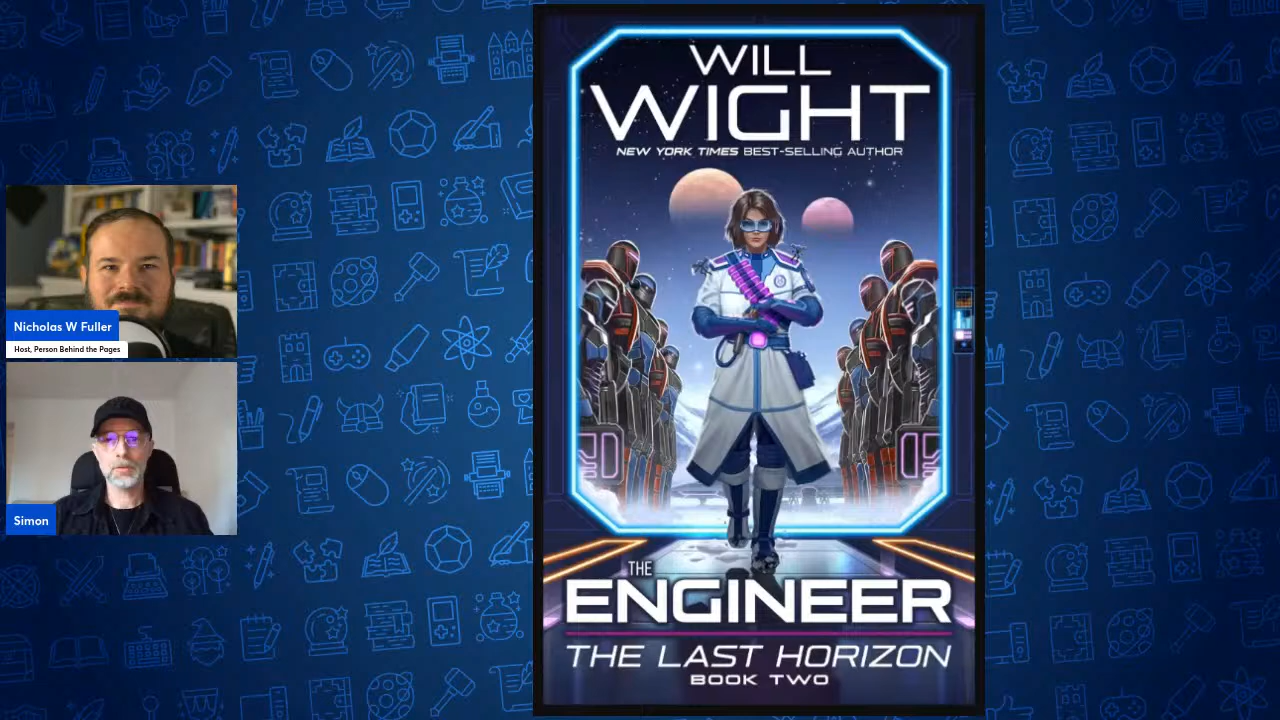 Nicholas W Fuller
Host, Person Behind the Pages
Simon
WILL
WIGHT
NEW YORK TIMES BEST-SELLING AUTHOR
THE
ENGINEER
THE LAST HORIZON
BOOK TWO